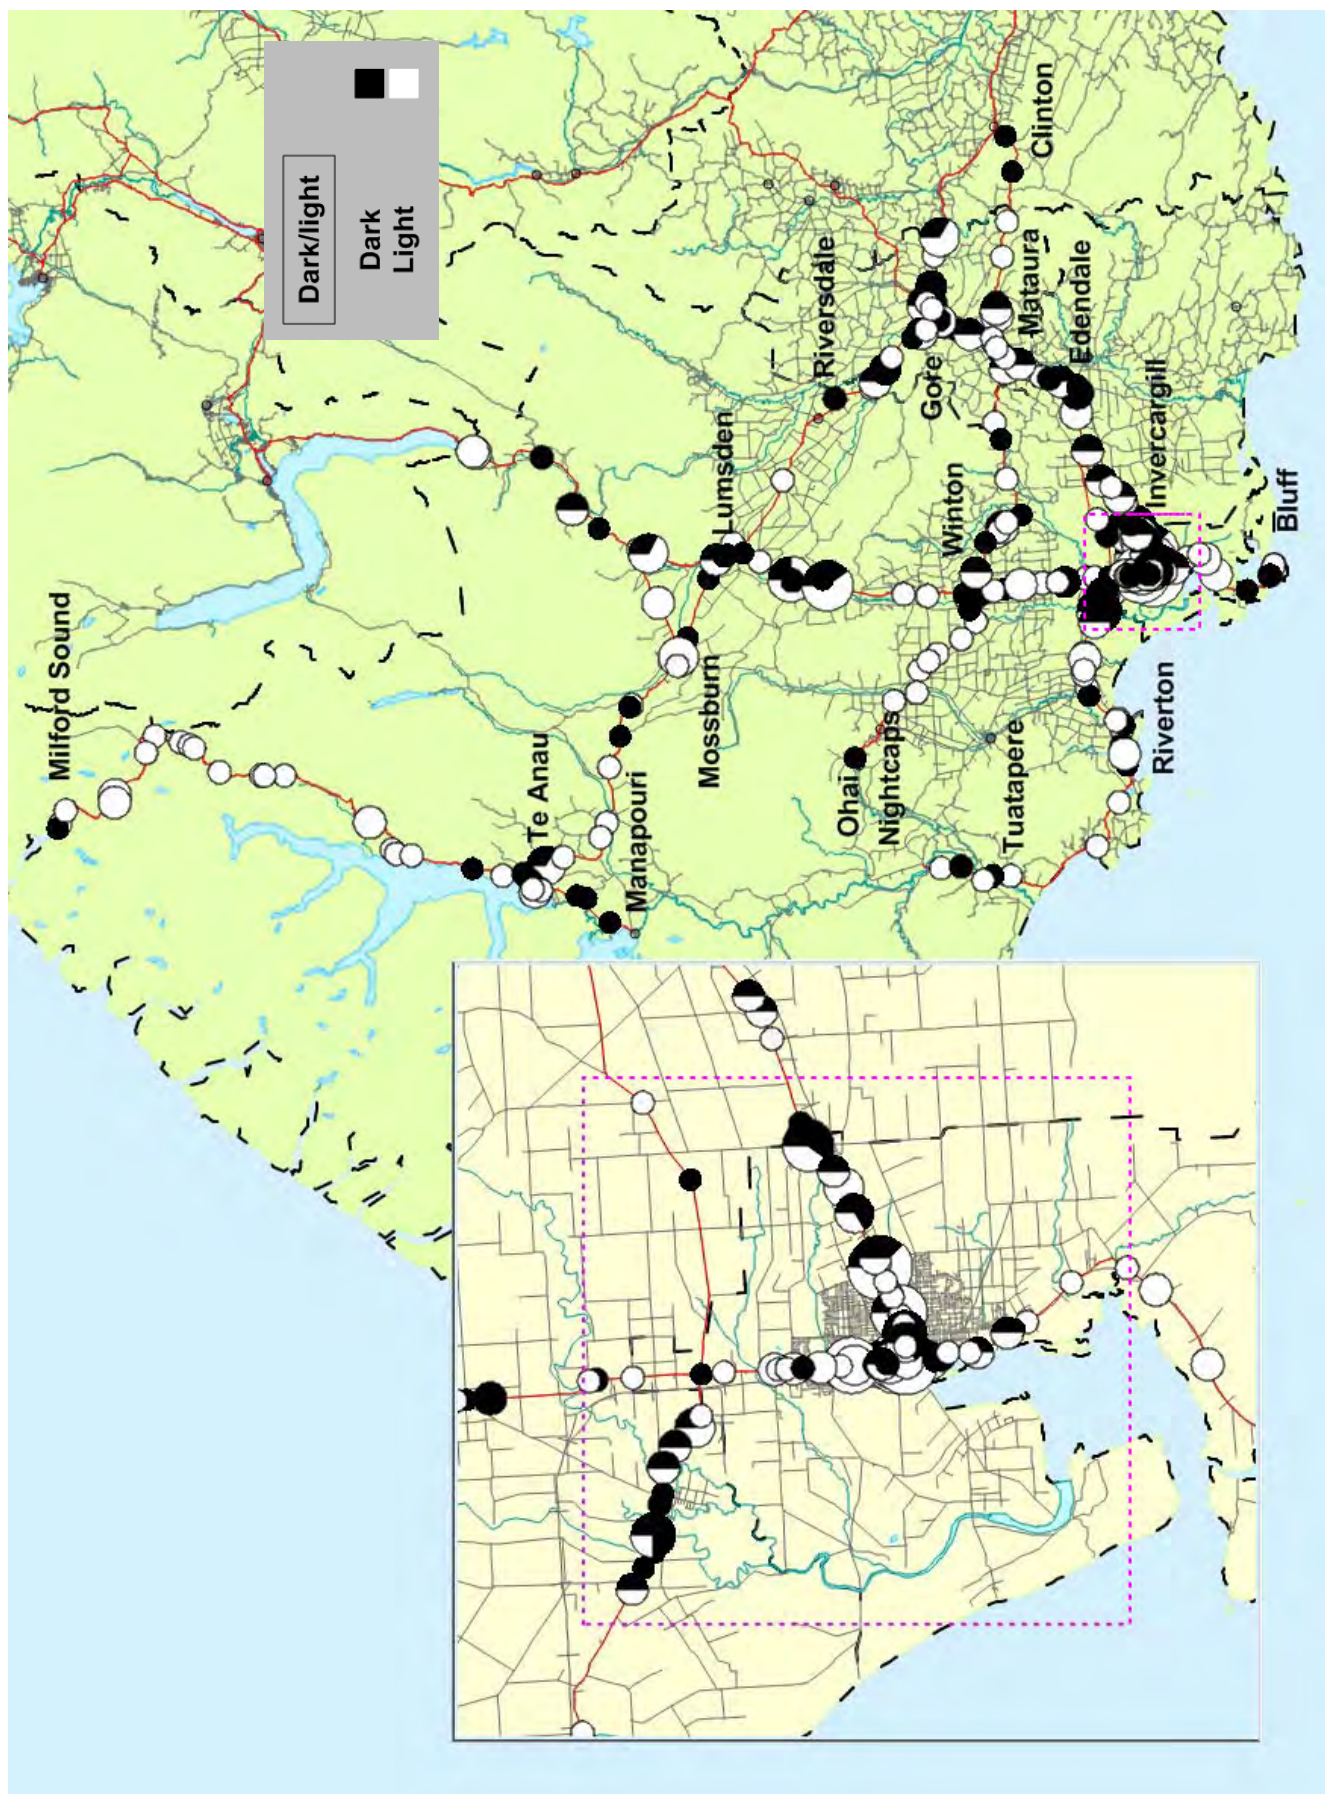 Dark/light
Dark
Light
Milford Sound
Te Anau
Manapouri
Mossburn
Lumsden
Riversdale
Gore
Clinton
Mataura
Edendale
Winton
Ohai
Nightcaps
Tuatapere
Riverton
Invercargill
Bluff